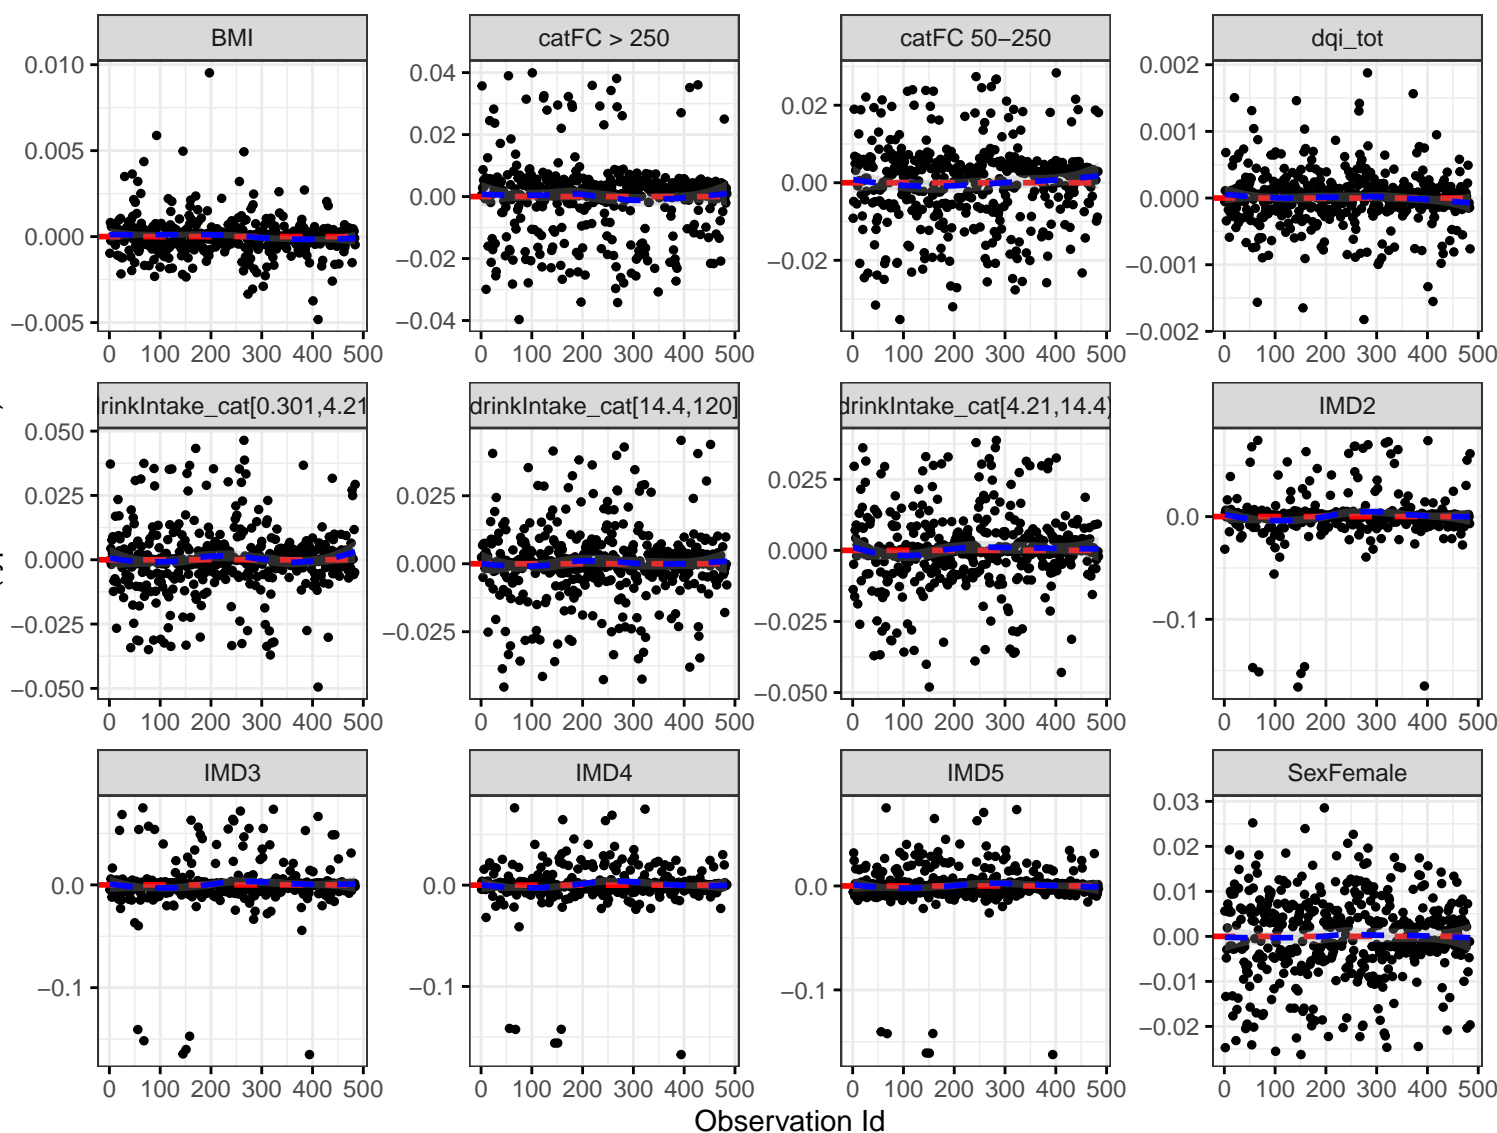 BMI catFC > 250 catFC 50−250 dqi_tot
0.010 0.005 0.000 −0.005
0.04 0.02 0.00 −0.02 −0.04
0.02 0.00 −0.02
0.002 0.001 0.000 −0.001 −0.002
0 100 200 300 400 500 0 100 200 300 400 500 0 100 200 300 400 500 0 100 200 300 400 500
rinkIntake_cat[0.301,4.21 drinkIntake_cat[14.4,120] drinkIntake_cat[4.21,14.4) IMD2
0.050 0.025 0.000 −0.025 −0.050
0.025 0.000 −0.025
0.025 0.000 −0.025 −0.050
0.0 −0.1
0 100 200 300 400 500 0 100 200 300 400 500 0 100 200 300 400 500 0 100 200 300 400 500
IMD3 IMD4 IMD5 SexFemale
0.0 −0.1
0.0 −0.1
0.0 −0.1
0.03 0.02 0.01 0.00 −0.01 −0.02
0 100 200 300 400 500 0 100 200 300 400 500 0 100 200 300 400 500 0 100 200 300 400 500
Observation Id